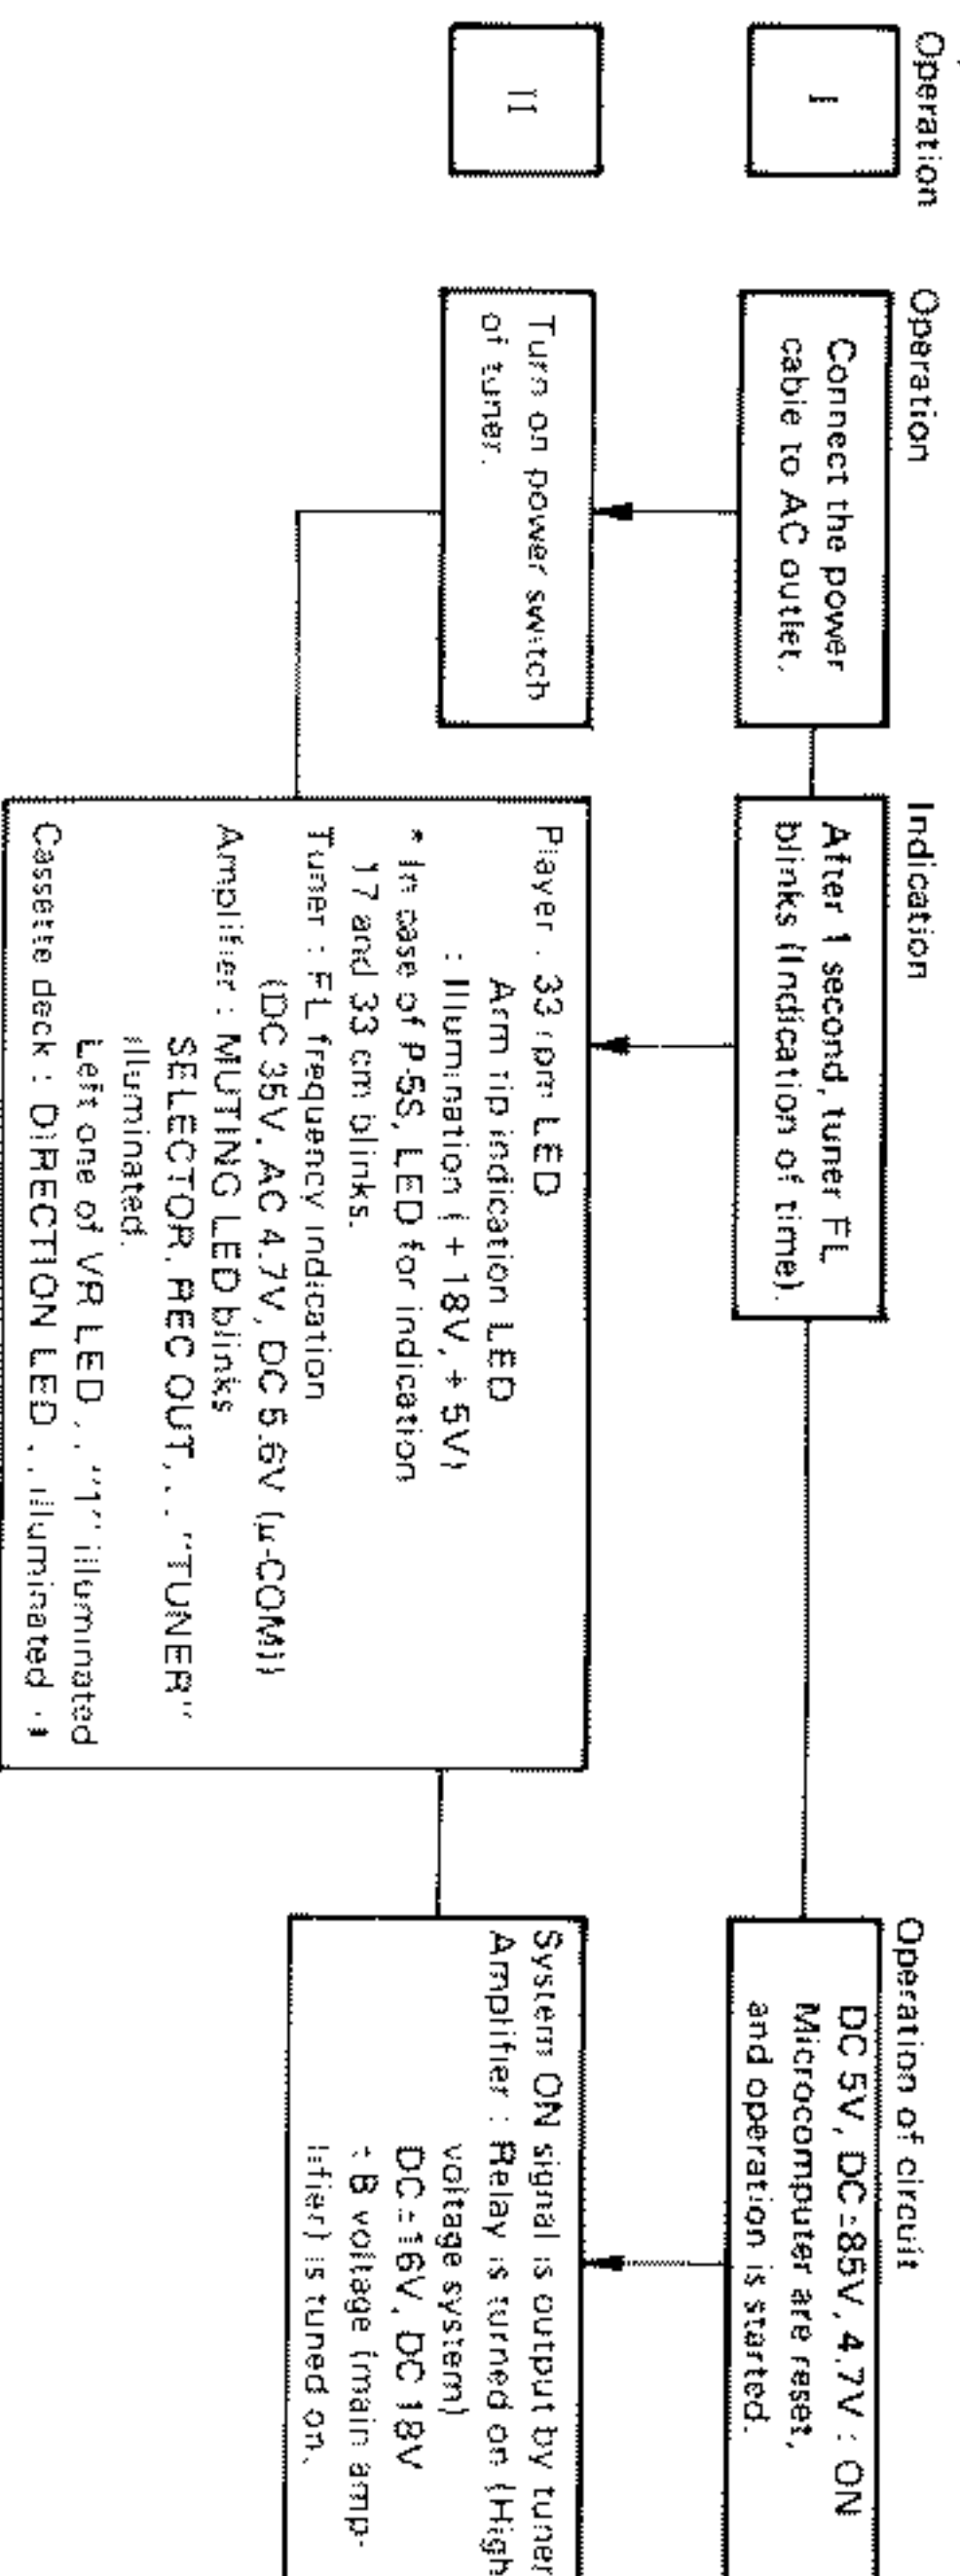 Operation
Operation
Indication
Operation of circuit
I
Connect the power
cable to AC outlet.
After 1 second, tuner FL
blinks (Indication of time).
DC 5V, DC -85V, 4.7V : ON
Microcomputer are reset,
and operation is started.
II
Turn on power switch
of tuner.
Player : 33 rpm LED
Arm tip indication LED
: Illumination ( + 18V, + 5V)
* In case of P-5S, LED for indication
17 and 33 cm blinks.
Tuner : FL frequency indication
(DC 35V, AC 4.7V, DC 5.6V (μ-COM))
Amplifier : MUTING LED blinks
SELECTOR, REC OUT, . . "TUNER"
illuminated.
Left one of VR LED . . "1" illuminated
Cassette deck : DIRECTION LED . . illuminated
System ON signal is output by tuner
Amplifier : Relay is turned on (High
voltage system)
DC -16V, DC 18V
± B voltage (main amp-
lifier) is tuned on.